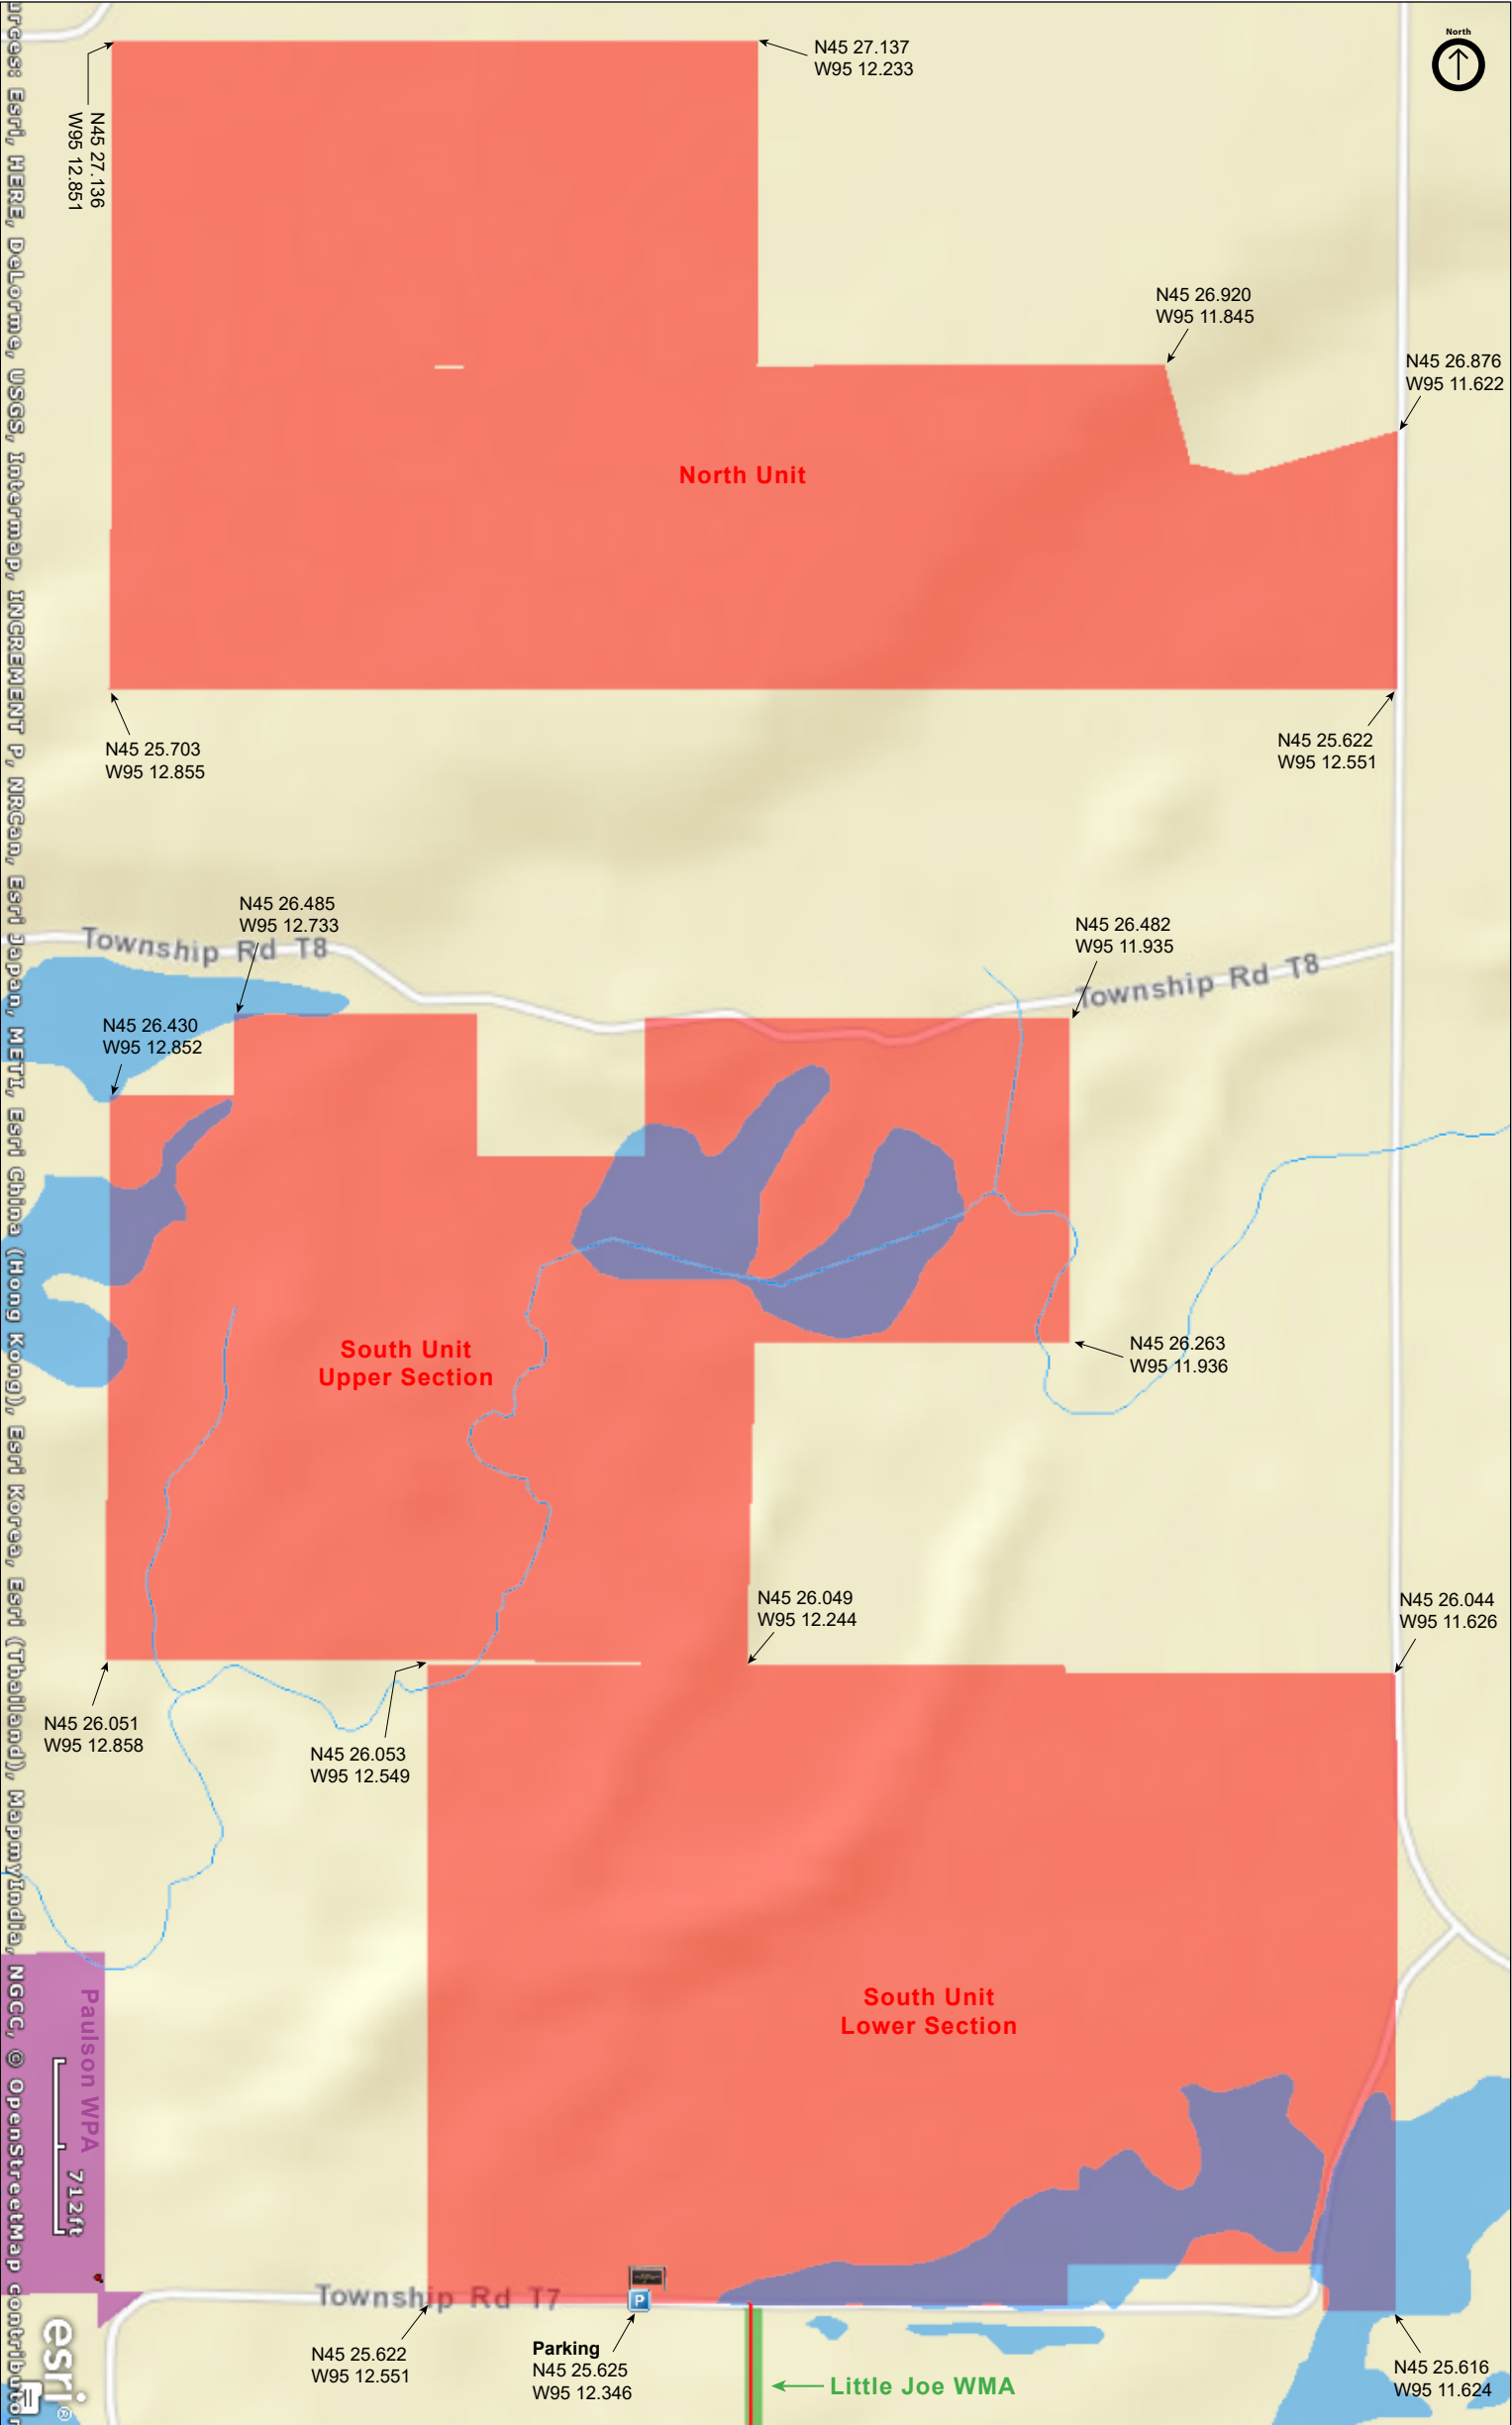 North
N45 27.137
W95 12.233
N45 27.136
W95 12.851
N45 26.920
W95 11.845
N45 26.876
W95 11.622
North Unit
N45 25.703
W95 12.855
N45 25.622
W95 12.551
N45 26.485
W95 12.733
N45 26.482
W95 11.935
Township Rd T8
Township Rd T8
N45 26.430
W95 12.852
South Unit
Upper Section
N45 26.263
W95 11.936
N45 26.049
W95 12.244
N45 26.044
W95 11.626
N45 26.051
W95 12.858
N45 26.053
W95 12.549
South Unit
Lower Section
Paulson WPA
712ft
Township Rd T7
P
N45 25.622
W95 12.551
Parking
N45 25.625
W95 12.346
Little Joe WMA
N45 25.616
W95 11.624
esri®
urces: Esri, HERE, DeLorme, USGS, Intermap, INCREMENT P, NRCan, Esri Japan, METI, Esri China (Hong Kong), Esri Korea, Esri (Thailand), MapmyIndia, NGCC, © OpenStreetMap contributor